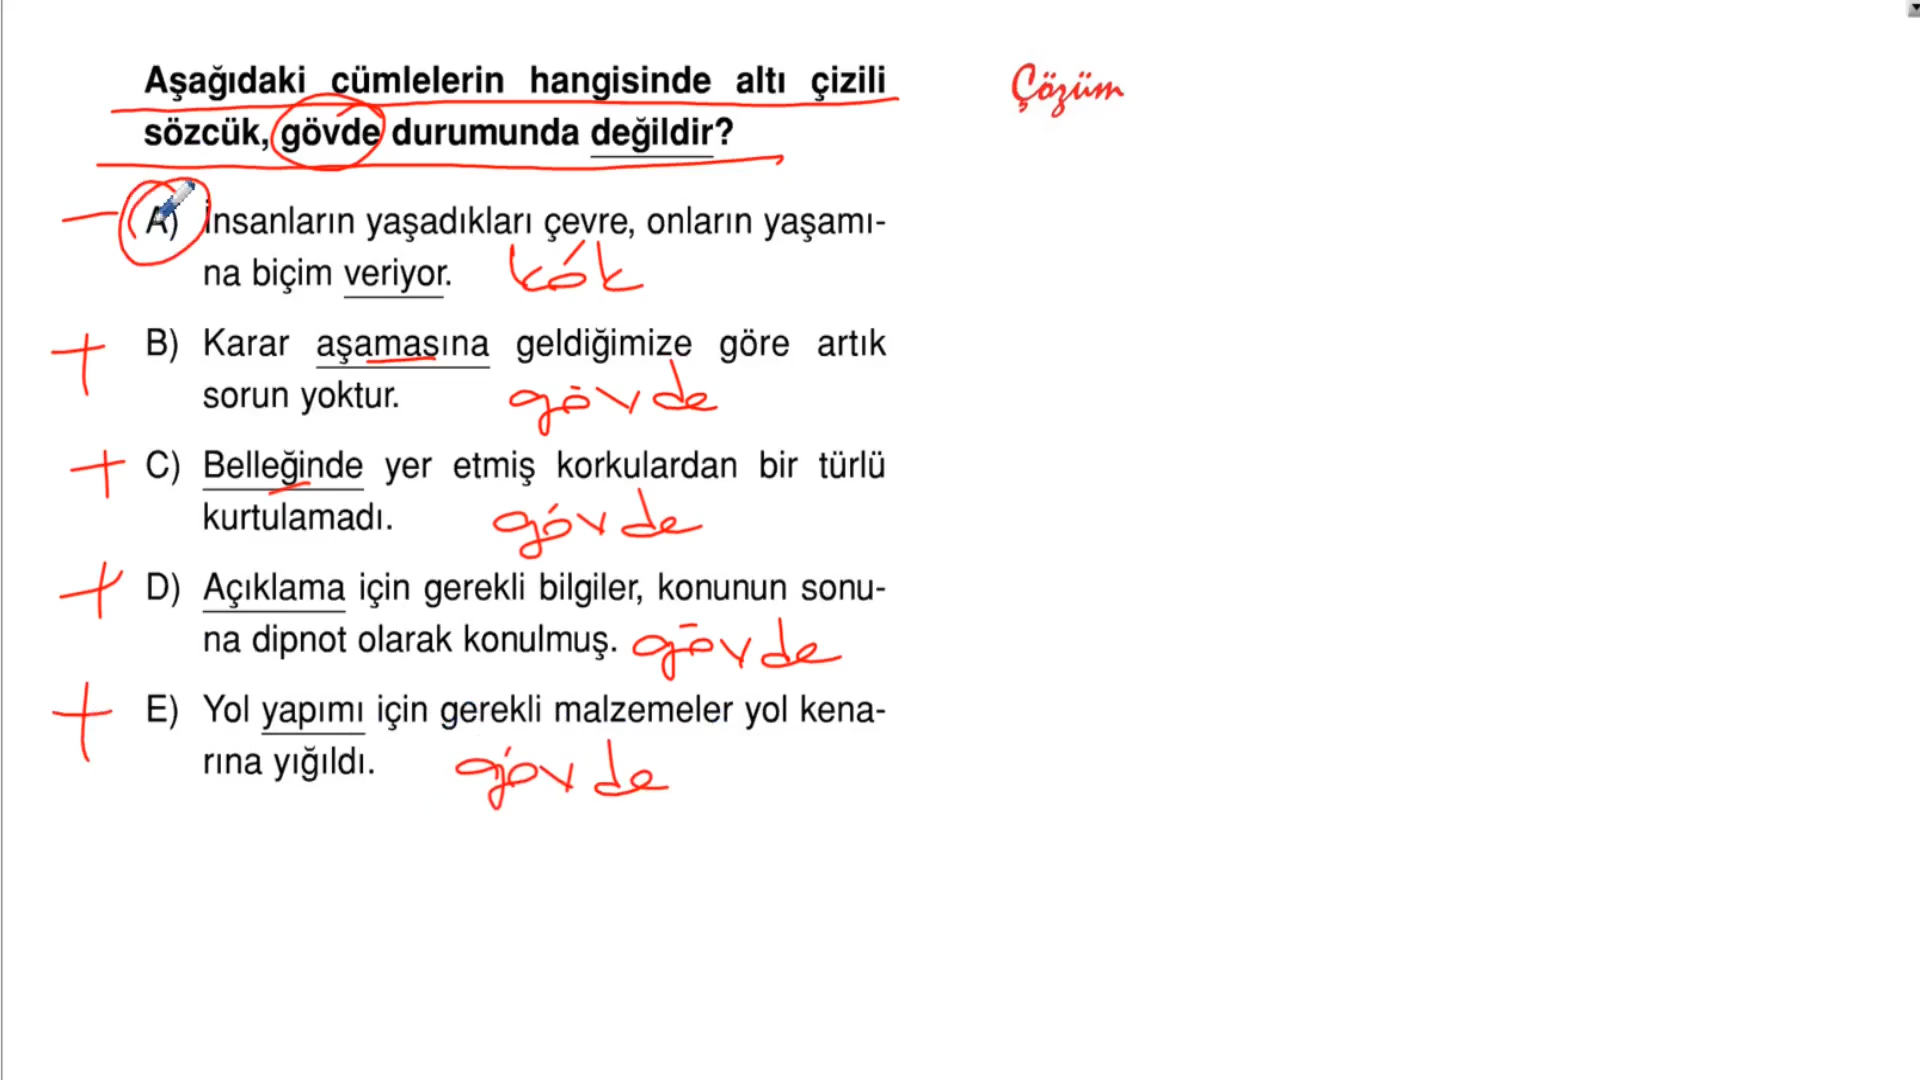 Aşağıdaki cümlelerin hangisinde altı çizili
sözcük, gövde durumunda değildir?
Çözüm
A) İnsanların yaşadıkları çevre, onların yaşamı-
na biçim veriyor.
kök
B) Karar aşamasına geldiğimize göre artık
sorun yoktur.
gövde
C) Belleğinde yer etmiş korkulardan bir türlü
kurtulamadı.
gövde
D) Açıklama için gerekli bilgiler, konunun sonu-
na dipnot olarak konulmuş.
gövde
E) Yol yapımı için gerekli malzemeler yol kena-
rına yığıldı.
gövde